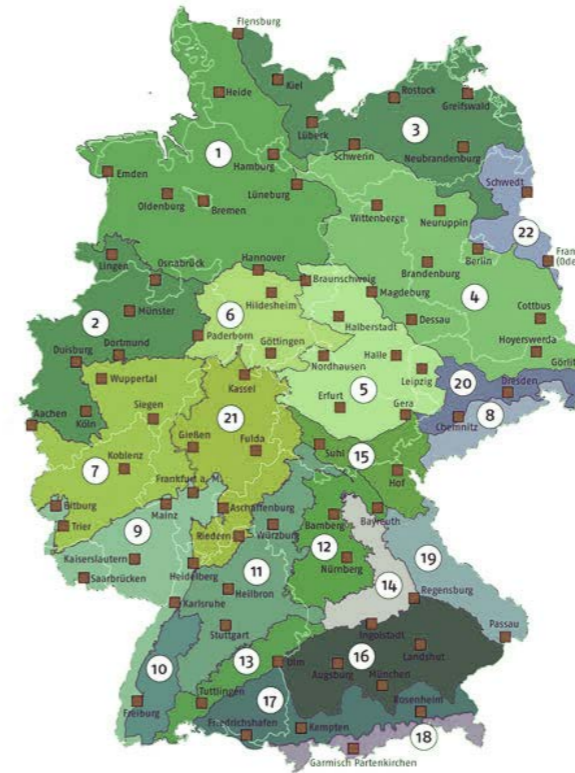 Flensburg
Kiel
Heide
Rostock
Greifswald
Lüberk
3
1
Hamburg
Schwerin
Neubrandenburg
Emden
Schwedt
Lüneburg
Oldenburg
Bremen
Wittenberge
Neuruppin
22
Lingen
Osnabrück
Hannover
Berlin
Fran
(Ode
Braunschweig
Brandenburg
Magdeburg
4
Hildesheim
Münster
6
2
Halberstadt
Dessau
Cottbus
Paderborn
Dortmund
Göttingen
Hoyerswerda
Duisburg
Nordhausen
Halle
Görlit
Wuppertal
Kassel
5
Leipzig
20
Dresden
Aachen
Köln
Siegen
21
Erfurt
Gera
8
Chemnitz
Gießen
Fulda
Suhl
15
7
Koblenz
Hof
Frankfurt a. M.
Bitburg
Mainz
Aschaffenburg
Bamberg
Bayreuth
Trier
9
Riedern
Würzburg
12
19
Kaiserslautern
Nürnberg
Saarbrücken
Heidelberg
11
14
Heilbron
Regensburg
Karlsruhe
Stuttgart
Ingolstadt
Passau
16
Landshut
10
13
Ulm
Augsburg
München
Tuttlingen
17
Rosenheim
Freiburg
Friedrichshafen
Kempten
18
Garmisch Partenkirchen